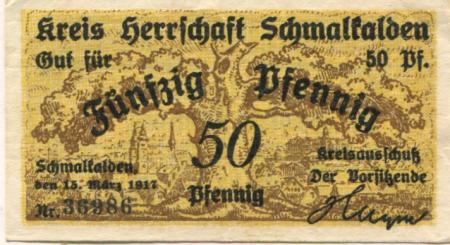 Kreis Herrschaft Schmalkalden
Gut für 50 Pf.
Fünfzig Pfennig
50
Pfennig
Schmalkalden,
den 15. März 1917
Nr. 36986
Kreisausschuß
Der Vorsitzende